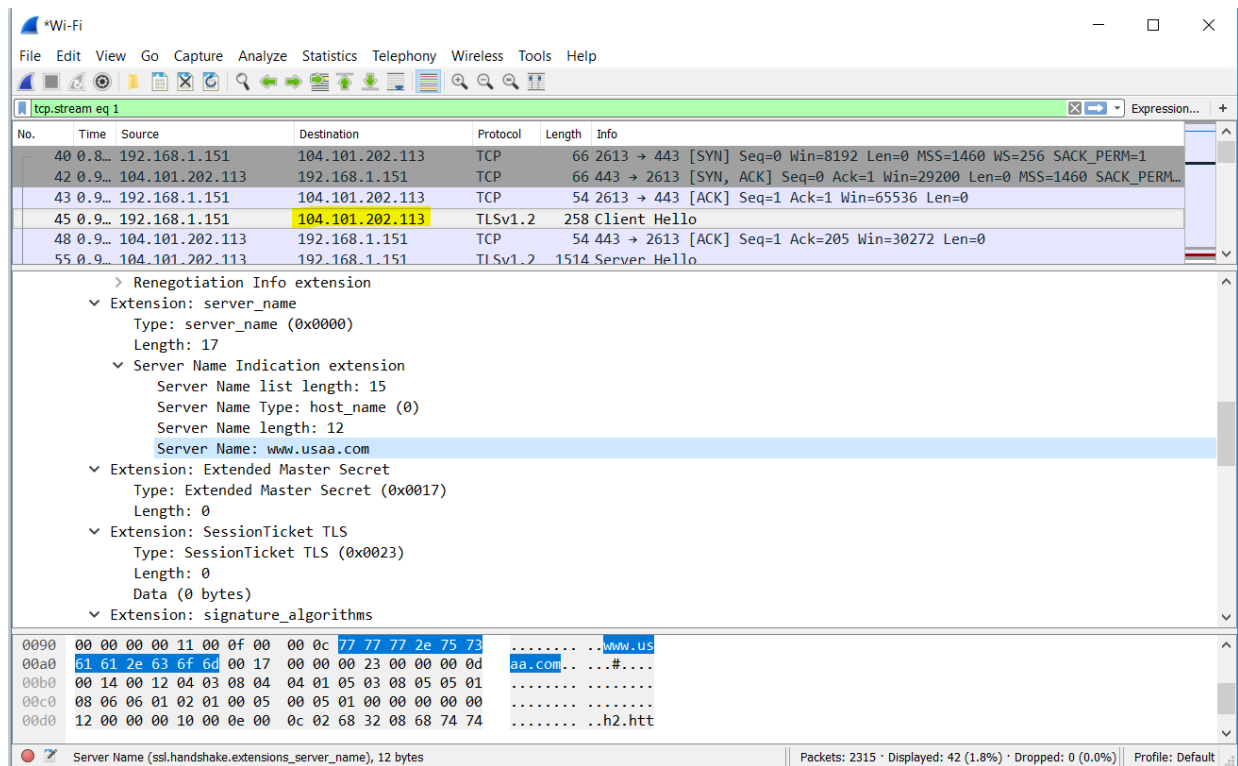 *Wi-Fi
File Edit View Go Capture Analyze Statistics Telephony Wireless Tools Help
tcp.stream eq 1 Expression... +
No. Time Source Destination Protocol Length Info
40 0.8… 192.168.1.151 104.101.202.113 TCP 66 2613 → 443 [SYN] Seq=0 Win=8192 Len=0 MSS=1460 WS=256 SACK_PERM=1
42 0.9… 104.101.202.113 192.168.1.151 TCP 66 443 → 2613 [SYN, ACK] Seq=0 Ack=1 Win=29200 Len=0 MSS=1460 SACK_PERM…
43 0.9… 192.168.1.151 104.101.202.113 TCP 54 2613 → 443 [ACK] Seq=1 Ack=1 Win=65536 Len=0
45 0.9… 192.168.1.151 104.101.202.113 TLSv1.2 258 Client Hello
48 0.9… 104.101.202.113 192.168.1.151 TCP 54 443 → 2613 [ACK] Seq=1 Ack=205 Win=30272 Len=0
55 0.9… 104.101.202.113 192.168.1.151 TLSv1.2 1514 Server Hello
> Renegotiation Info extension
Extension: server_name
Type: server_name (0x0000)
Length: 17
Server Name Indication extension
Server Name list length: 15
Server Name Type: host_name (0)
Server Name length: 12
Server Name: www.usaa.com
Extension: Extended Master Secret
Type: Extended Master Secret (0x0017)
Length: 0
Extension: SessionTicket TLS
Type: SessionTicket TLS (0x0023)
Length: 0
Data (0 bytes)
Extension: signature_algorithms
0090 00 00 00 00 11 00 0f 00 00 0c 77 77 77 2e 75 73 ........ ..www.us
00a0 61 61 2e 63 6f 6d 00 17 00 00 00 23 00 00 00 0d aa.com.. ...#....
00b0 00 14 00 12 04 03 08 04 04 01 05 03 08 05 05 01 ........ ........
00c0 08 06 06 01 02 01 00 05 00 05 01 00 00 00 00 00 ........ ........
00d0 12 00 00 00 10 00 0e 00 0c 02 68 32 08 68 74 74 ........ ..h2.htt
Server Name (ssl.handshake.extensions_server_name), 12 bytes Packets: 2315 · Displayed: 42 (1.8%) · Dropped: 0 (0.0%) Profile: Default